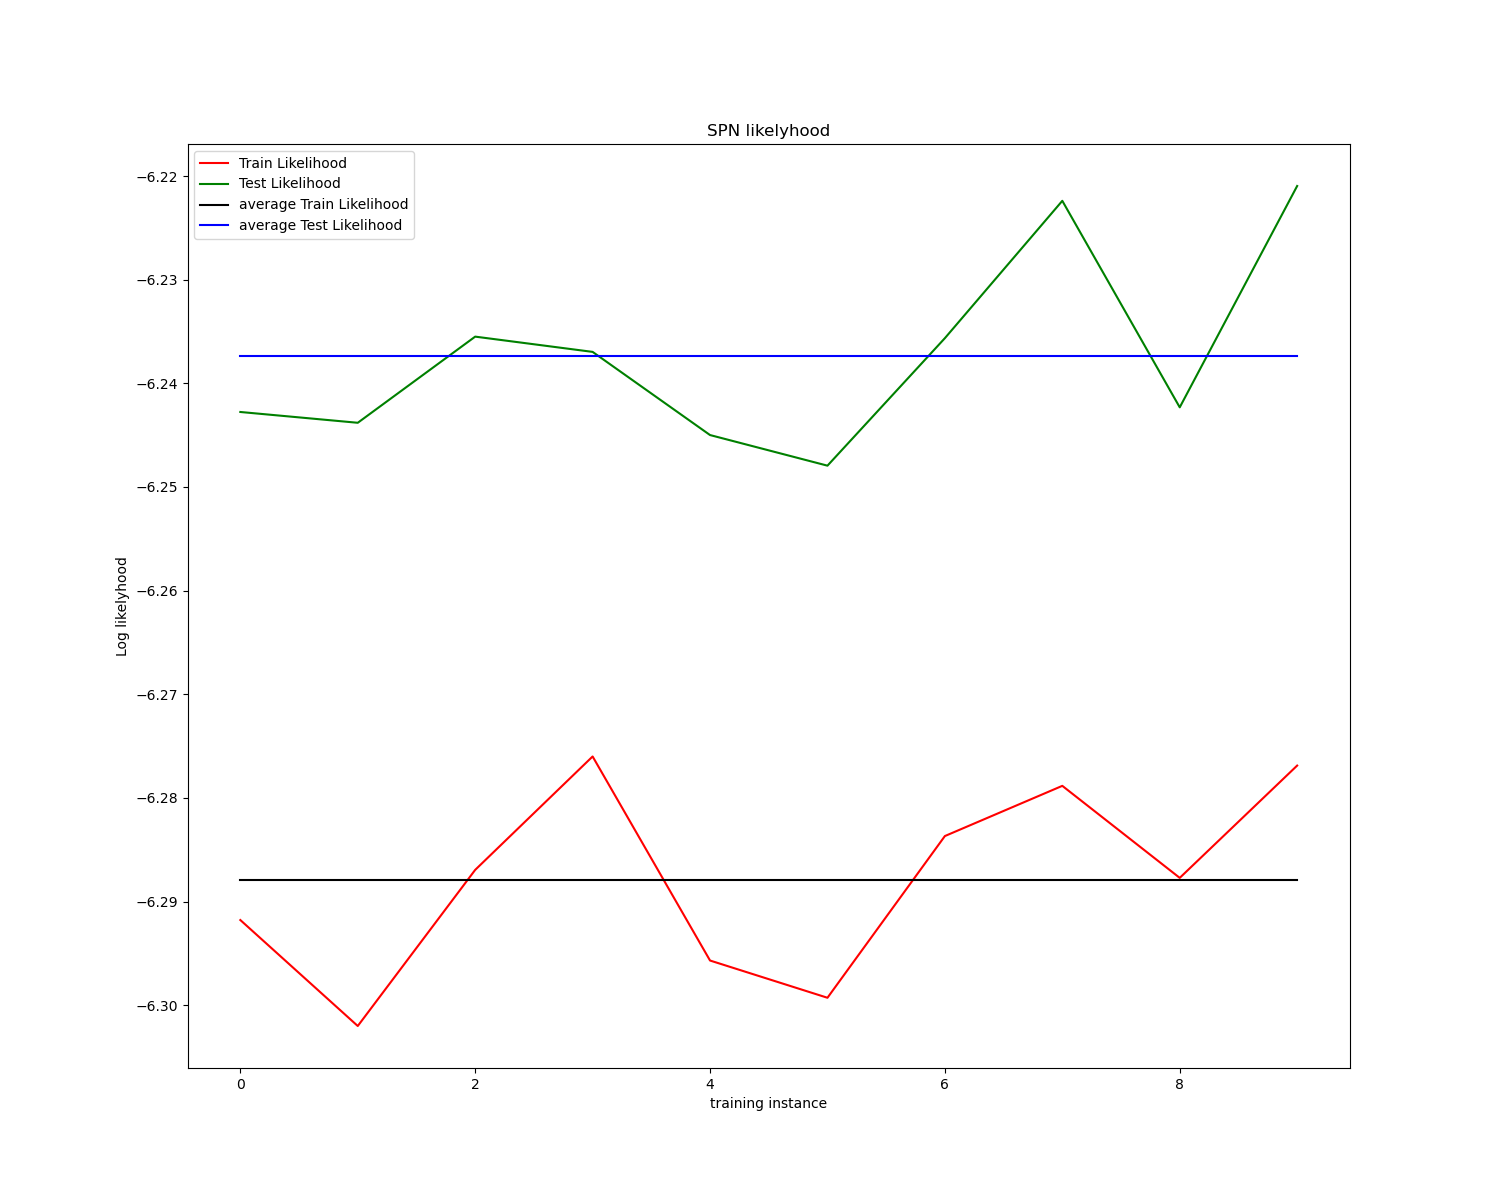 SPN likelyhood
Train Likelihood
Test Likelihood
average Train Likelihood
average Test Likelihood
−6.22
−6.23
−6.24
−6.25
−6.26
−6.27
−6.28
−6.29
−6.30
Log likelyhood
0 2 4 6 8
training instance